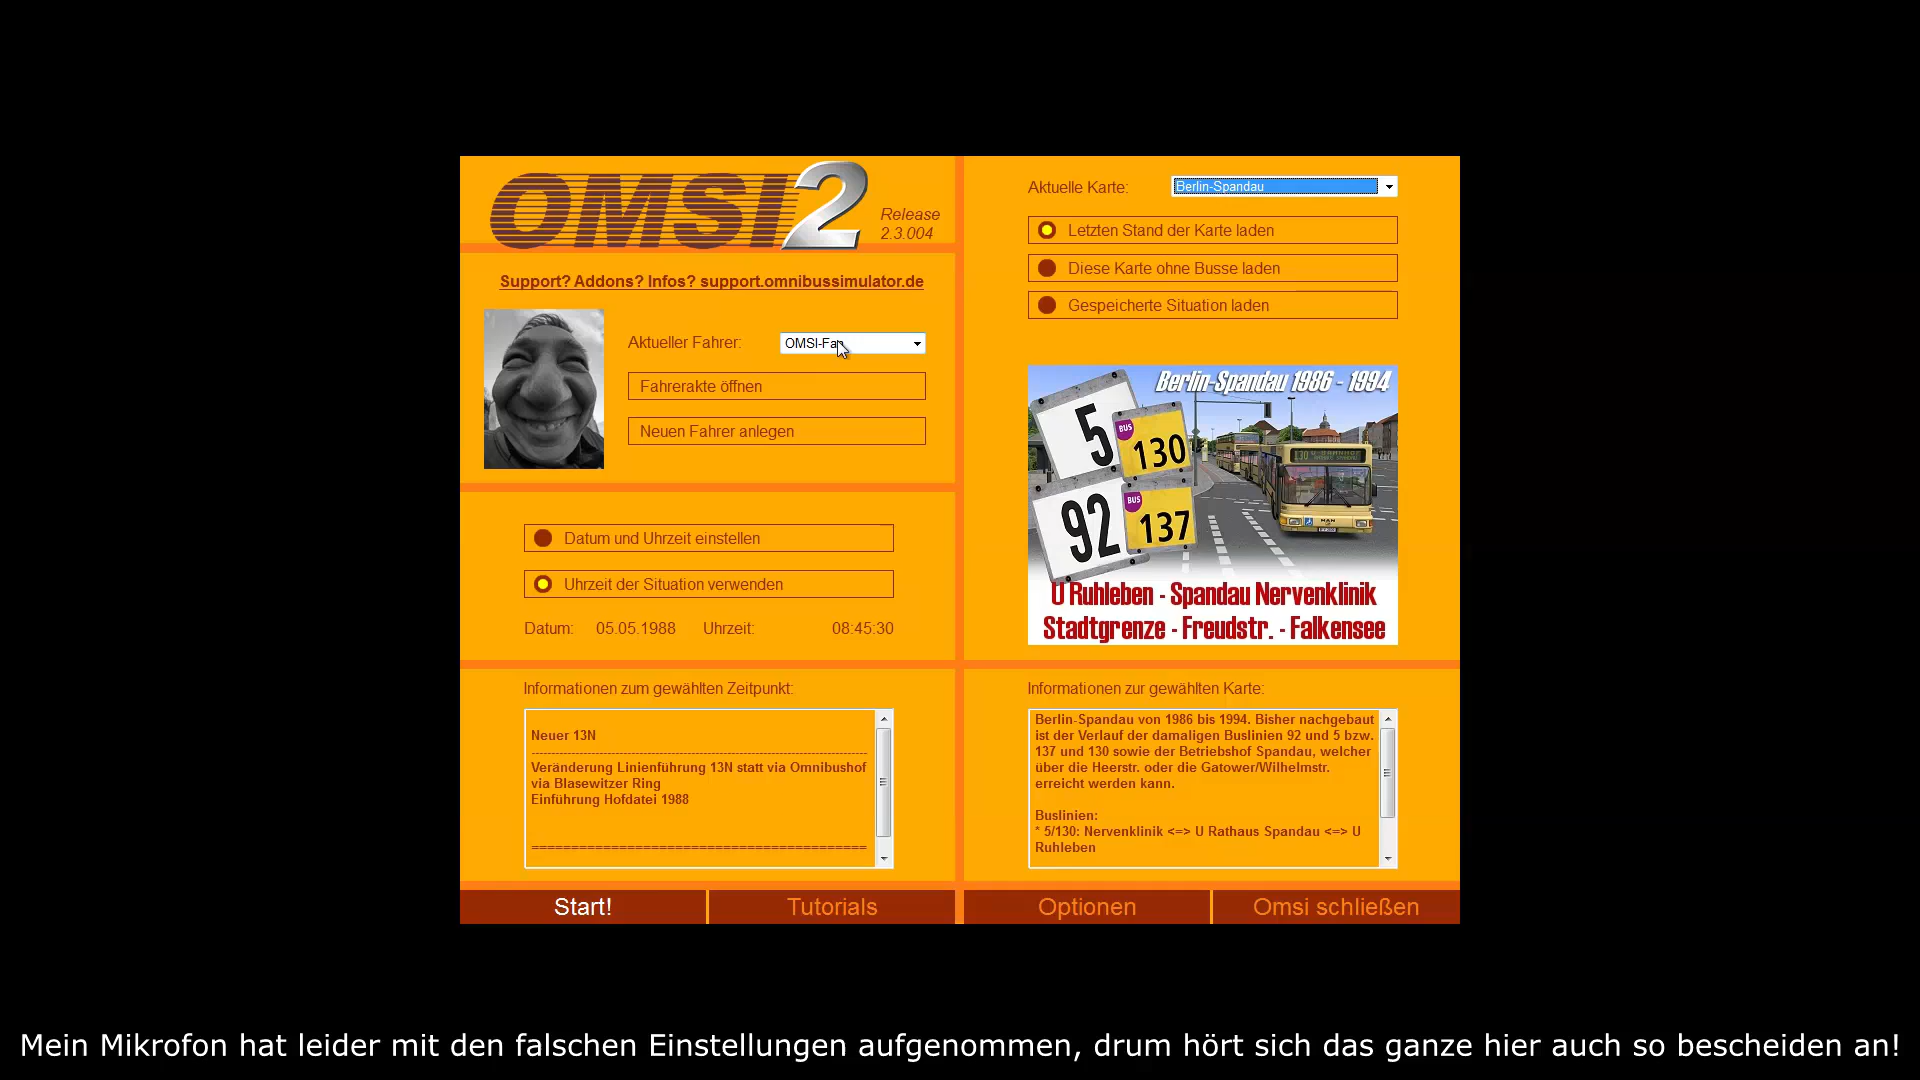 OMSI2
Release
2.3.004
Support? Addons? Infos? support.omnibussimulator.de
Aktueller Fahrer:
OMSI-Fan
Fahrerakte öffnen
Neuen Fahrer anlegen
Datum und Uhrzeit einstellen
Uhrzeit der Situation verwenden
Datum: 05.05.1988 Uhrzeit: 08:45:30
Informationen zum gewählten Zeitpunkt:
Neuer 13N
--------------------------------------------------------------------------------
Veränderung Linienführung 13N statt via Omnibushof
via Blasewitzer Ring
Einführung Hofdatei 1988
===========================================
Aktuelle Karte:
Berlin-Spandau
Letzten Stand der Karte laden
Diese Karte ohne Busse laden
Gespeicherte Situation laden
Berlin-Spandau 1986 - 1994
5
BUS
130
92
BUS
137
MAN
U Ruhleben - Spandau Nervenklinik
Stadtgrenze - Freudstr. - Falkensee
Informationen zur gewählten Karte:
Berlin-Spandau von 1986 bis 1994. Bisher nachgebaut
ist der Verlauf der damaligen Buslinien 92 und 5 bzw.
137 und 130 sowie der Betriebshof Spandau, welcher
über die Heerstr. oder die Gatower/Wilhelmstr.
erreicht werden kann.
Buslinien:
* 5/130: Nervenklinik <=> U Rathaus Spandau <=> U
Ruhleben
Start!
Tutorials
Optionen
Omsi schließen
Mein Mikrofon hat leider mit den falschen Einstellungen aufgenommen, drum hört sich das ganze hier auch so bescheiden an!